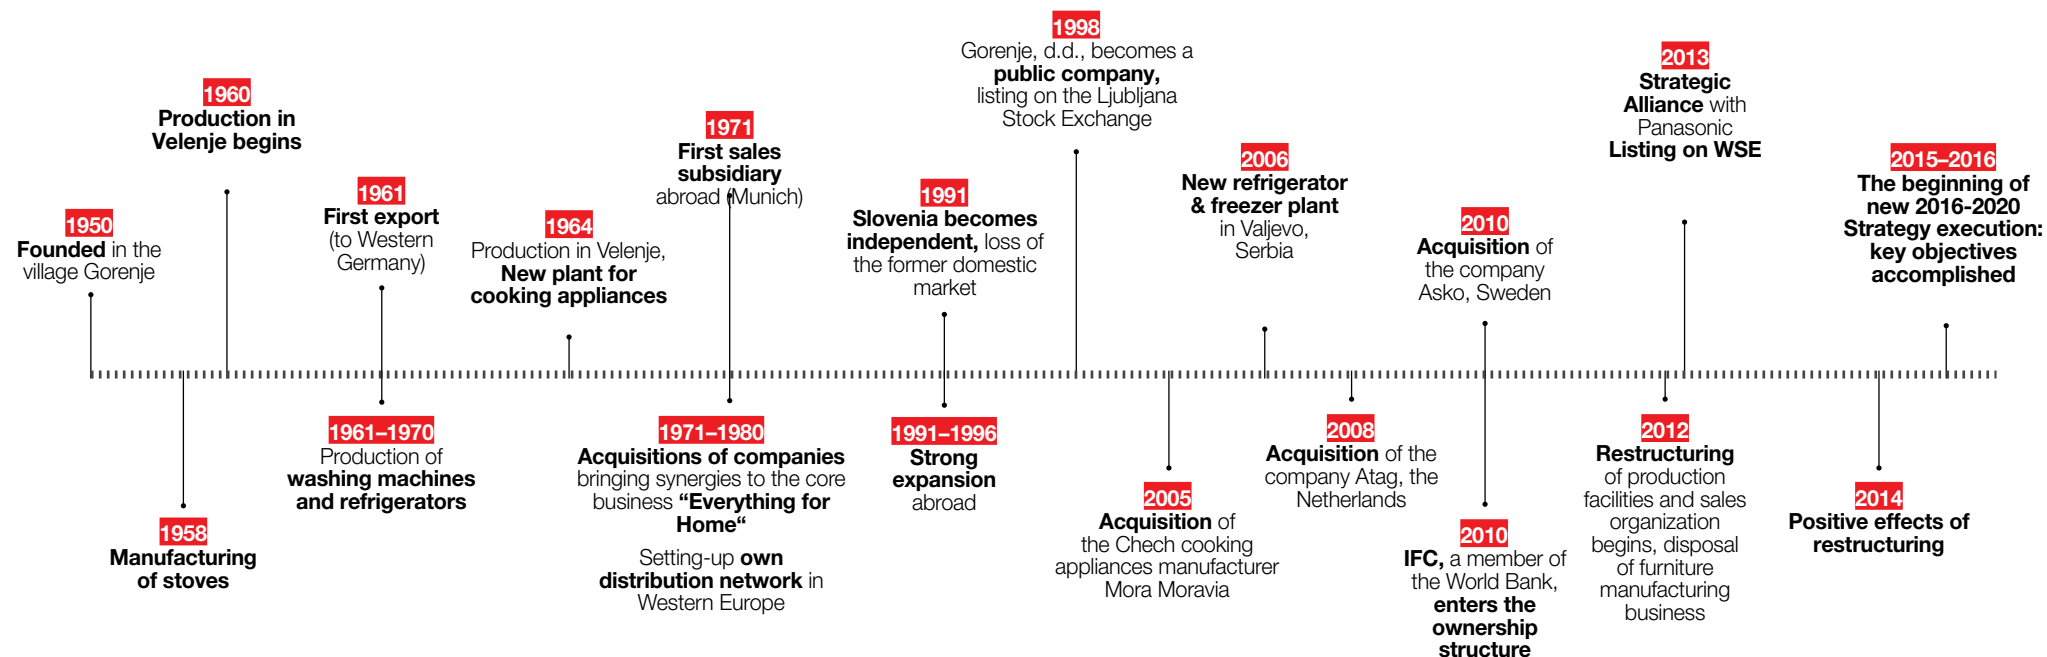 1950
Founded in the
village Gorenje
1958
Manufacturing
of stoves
1960
Production in
Velenje begins
1961
First export
(to Western
Germany)
1961–1970
Production of
washing machines
and refrigerators
1964
Production in Velenje,
New plant for
cooking appliances
1971
First sales
subsidiary
abroad (Munich)
1971–1980
Acquisitions of companies
bringing synergies to the core
business “Everything for
Home“
Setting-up own
distribution network in
Western Europe
1991
Slovenia becomes
independent, loss of
the former domestic
market
1991–1996
Strong
expansion
abroad
1998
Gorenje, d.d., becomes a
public company,
listing on the Ljubljana
Stock Exchange
2005
Acquisition of
the Chech cooking
appliances manufacturer
Mora Moravia
2006
New refrigerator
& freezer plant
in Valjevo,
Serbia
2008
Acquisition of the
company Atag, the
Netherlands
2010
Acquisition of
the company
Asko, Sweden
2010
IFC, a member of
the World Bank,
enters the
ownership
structure
2012
Restructuring
of production
facilities and sales
organization
begins, disposal
of furniture
manufacturing
business
2013
Strategic
Alliance with
Panasonic
Listing on WSE
2014
Positive effects of
restructuring
2015–2016
The beginning of
new 2016-2020
Strategy execution:
key objectives
accomplished